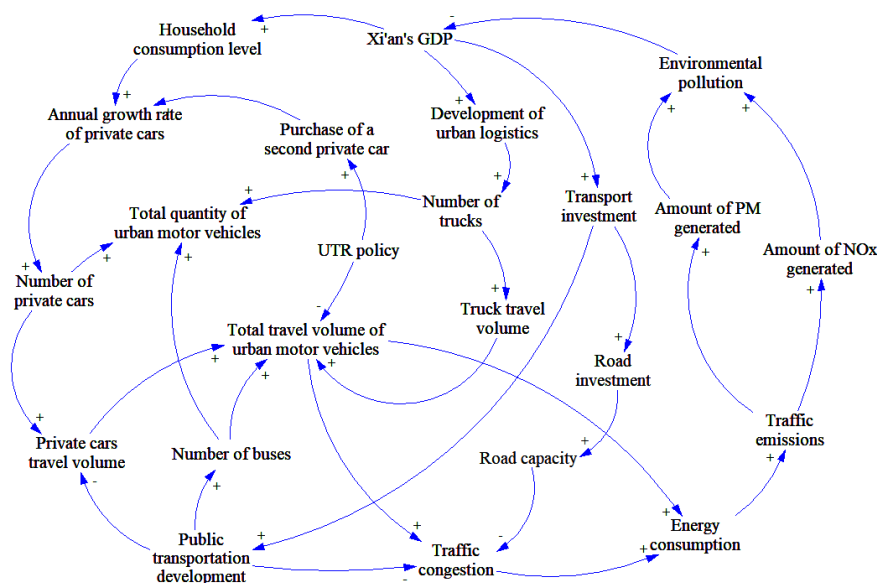 Household
consumption level
Xi'an's GDP
Environmental
pollution
Annual growth rate
of private cars
Purchase of a
second private car
Development of
urban logistics
Total quantity of
urban motor vehicles
Number of
trucks
Transport
investment
Amount of PM
generated
UTR policy
Amount of NOx
generated
Number of
private cars
Total travel volume of
urban motor vehicles
Truck travel
volume
Road
investment
Private cars
travel volume
Number of buses
Road capacity
Traffic
emissions
Public
transportation
development
Traffic
congestion
Energy
consumption